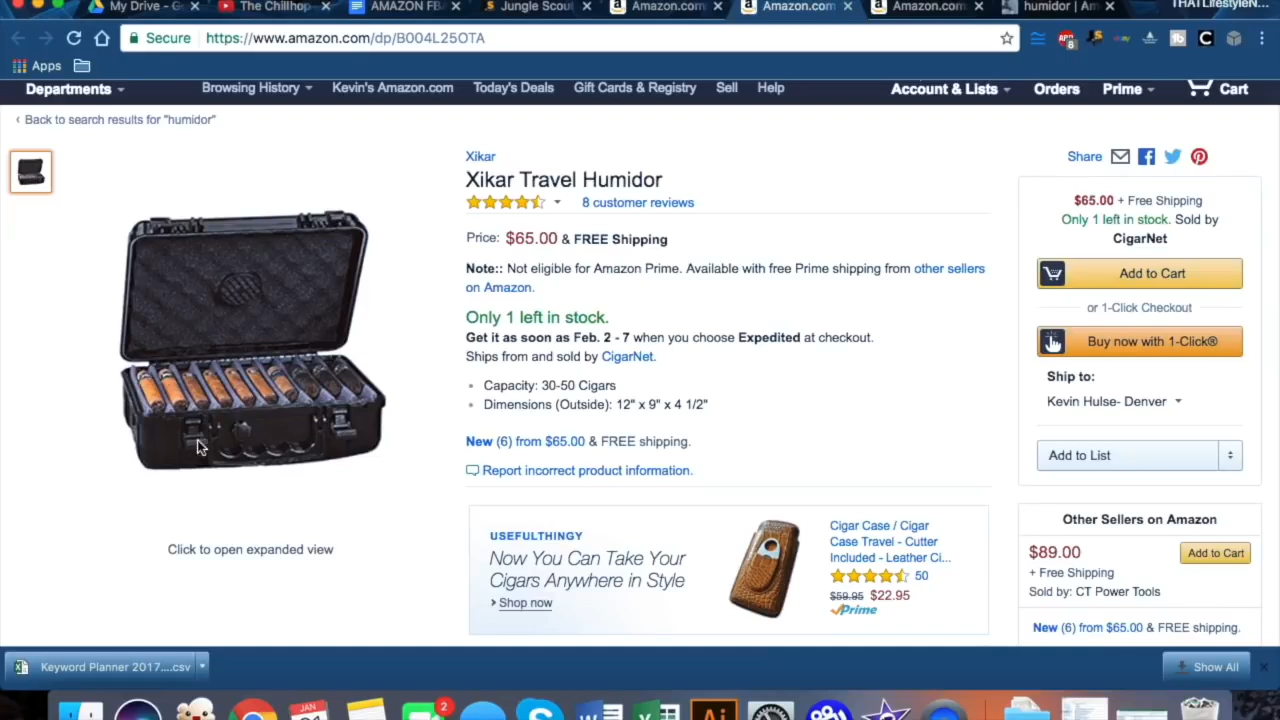 My Drive - G
The Chillhop
AMAZON FB
Jungle Scout
Amazon.com
Amazon.com
Amazon.com
humidor | Am
THATLifestyleN...
Secure
https://www.amazon.com/dp/B004L25OTA
Apps
Departments
Browsing History
Kevin's Amazon.com
Today's Deals
Gift Cards & Registry
Sell
Help
Account & Lists
Orders
Prime
Cart
‹ Back to search results for "humidor"
Xikar
Xikar Travel Humidor
8 customer reviews
Price: $65.00 & FREE Shipping
Note:: Not eligible for Amazon Prime. Available with free Prime shipping from other sellers
on Amazon.
Only 1 left in stock.
Get it as soon as Feb. 2 - 7 when you choose Expedited at checkout.
Ships from and sold by CigarNet.
Capacity: 30-50 Cigars
Dimensions (Outside): 12" x 9" x 4 1/2"
New (6) from $65.00 & FREE shipping.
Report incorrect product information.
Click to open expanded view
USEFULTHINGY
Now You Can Take Your
Cigars Anywhere in Style
› Shop now
Cigar Case / Cigar
Case Travel - Cutter
Included - Leather Ci...
50
$59.95 $22.95
Prime
Share
$65.00 + Free Shipping
Only 1 left in stock. Sold by
CigarNet
Add to Cart
or 1-Click Checkout
Buy now with 1-Click®
Ship to:
Kevin Hulse- Denver
Add to List
Other Sellers on Amazon
$89.00
Add to Cart
+ Free Shipping
Sold by: CT Power Tools
New (6) from $65.00 & FREE shipping.
Keyword Planner 2017....csv
Show All
JAN
2